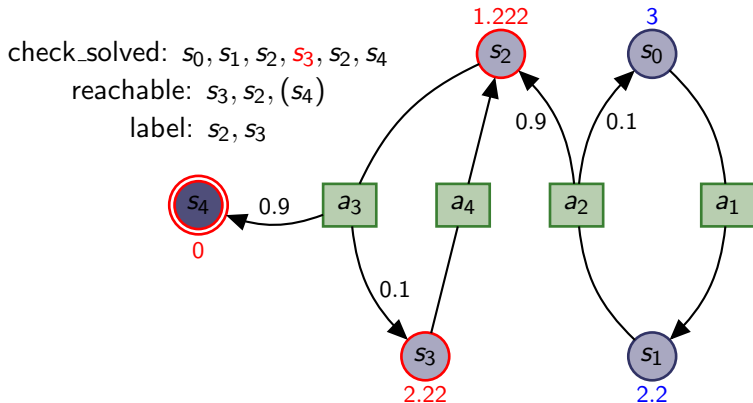 1.222
3
check_solved: s₀, s₁, s₂, s₃, s₂, s₄
s₂
s₀
reachable: s₃, s₂, (s₄)
label: s₂, s₃
0.9
0.1
s₄
0.9
a₃
a₄
a₂
a₁
0
0.1
s₃
s₁
2.22
2.2